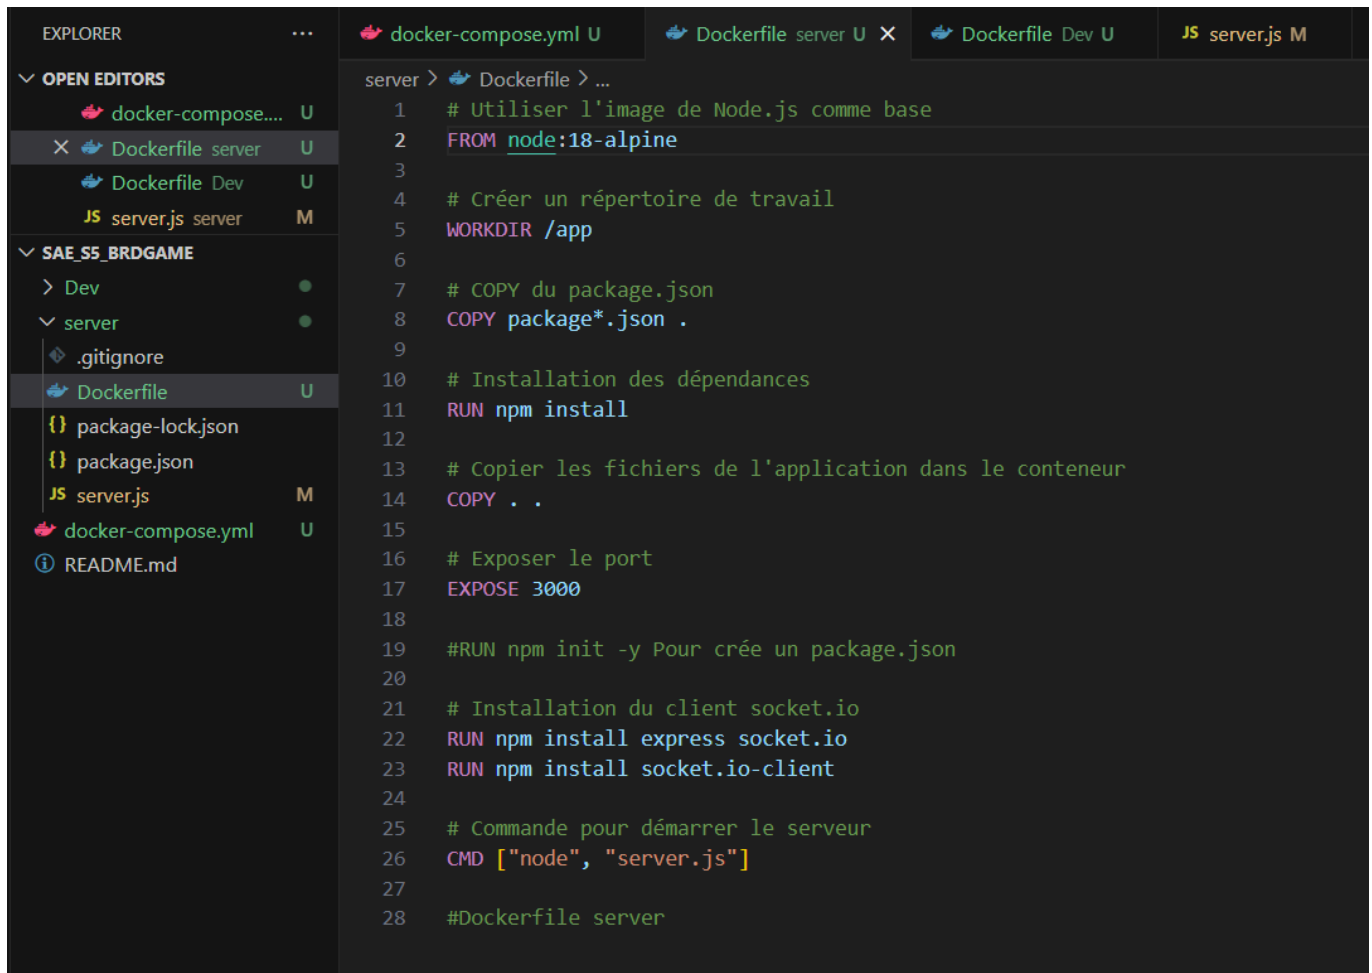 EXPLORER ...
docker-compose.yml U
Dockerfile server U
Dockerfile Dev U
JS server.js M
OPEN EDITORS
docker-compose.... U
Dockerfile server U
Dockerfile Dev U
JS server.js server M
SAE_S5_BRDGAME
Dev
server
.gitignore
Dockerfile U
{} package-lock.json
{} package.json
JS server.js M
docker-compose.yml U
README.md
server > Dockerfile > ...
1 # Utiliser l'image de Node.js comme base
2 FROM node:18-alpine
3
4 # Créer un répertoire de travail
5 WORKDIR /app
6
7 # COPY du package.json
8 COPY package*.json .
9
10 # Installation des dépendances
11 RUN npm install
12
13 # Copier les fichiers de l'application dans le conteneur
14 COPY . .
15
16 # Exposer le port
17 EXPOSE 3000
18
19 #RUN npm init -y Pour crée un package.json
20
21 # Installation du client socket.io
22 RUN npm install express socket.io
23 RUN npm install socket.io-client
24
25 # Commande pour démarrer le serveur
26 CMD ["node", "server.js"]
27
28 #Dockerfile server